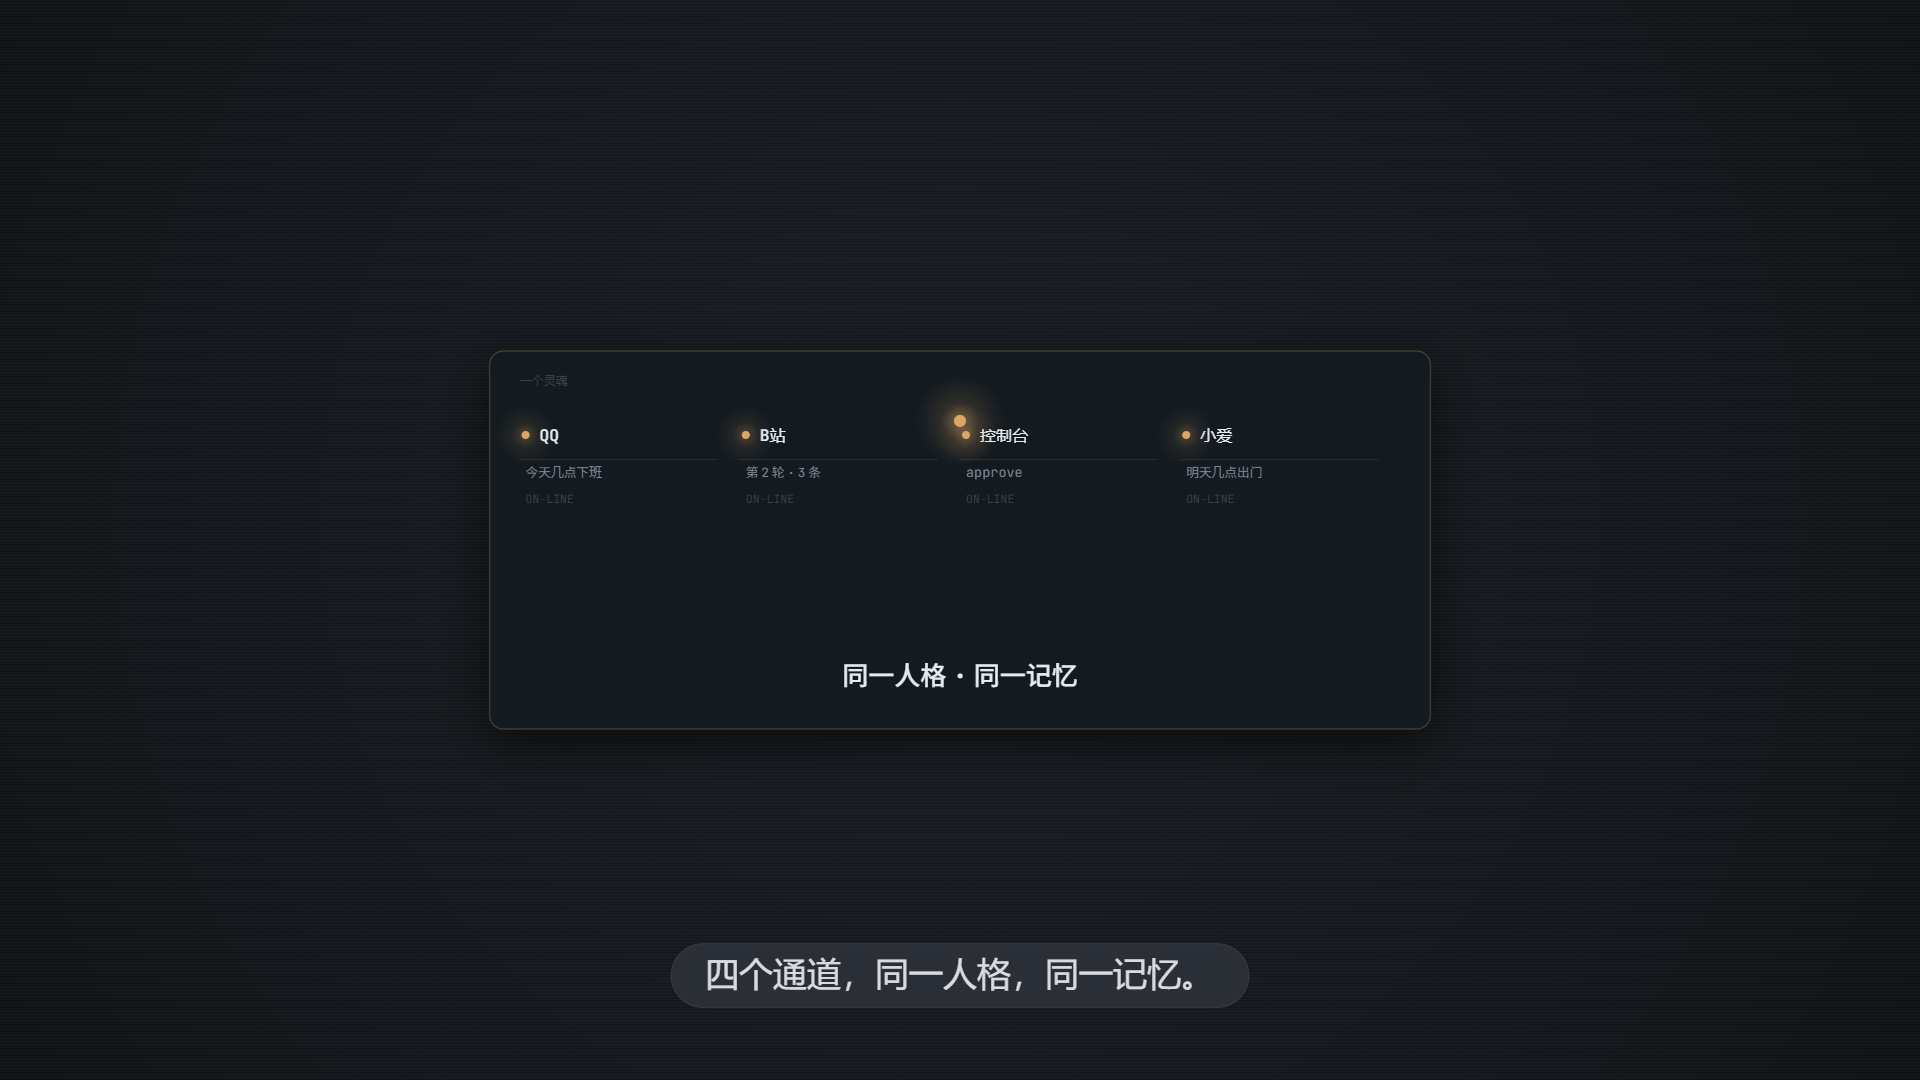 一个灵魂
QQ
B站
控制台
小爱
今天几点下班
第 2 轮 · 3 条
approve
明天几点出门
ON-LINE
ON-LINE
ON-LINE
ON-LINE
同一人格 · 同一记忆
四个通道，同一人格，同一记忆。